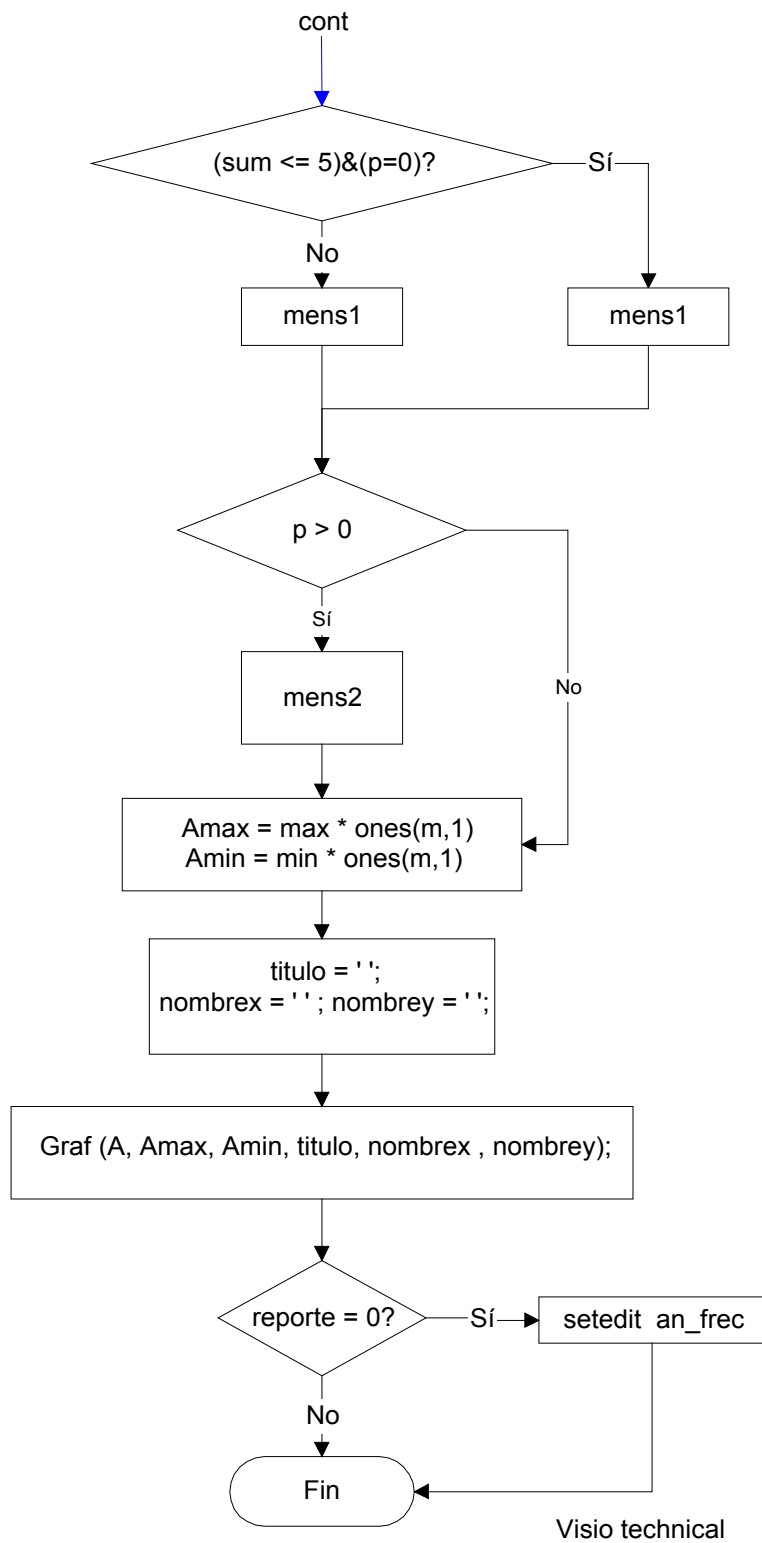 cont
(sum <= 5)&(p=0)?
Sí
No
mens1
mens1
p > 0
Sí
No
mens2
Amax = max * ones(m,1)
Amin = min * ones(m,1)
titulo = ' ';
nombrex = ' ' ; nombrey = ' ';
Graf (A, Amax, Amin, titulo, nombrex , nombrey);
reporte = 0?
Sí
setedit an_frec
No
Fin
Visio technical